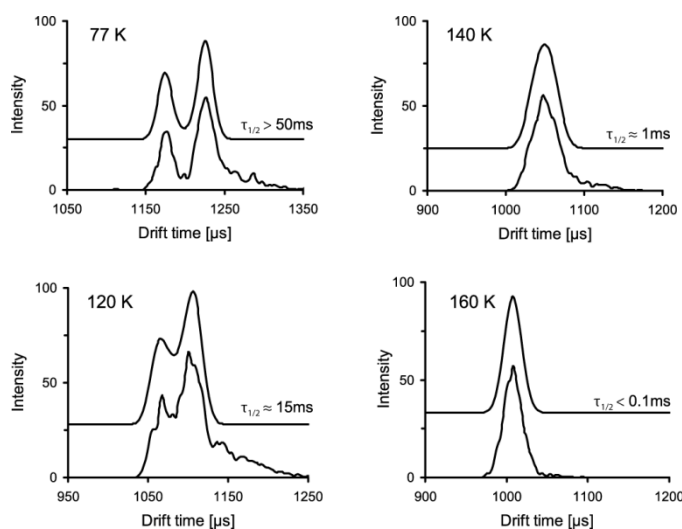 77 K
Intensity
100
50
0
τ1/2 > 50ms
1050 1150 1250 1350
Drift time [µs]
140 K
Intensity
100
50
0
τ1/2 ≈ 1ms
900 1000 1100 1200
Drift time [µs]
120 K
Intensity
100
50
0
τ1/2 ≈ 15ms
950 1050 1150 1250
Drift time [µs]
160 K
Intensity
100
50
0
τ1/2 < 0.1ms
900 1000 1100 1200
Drift time [µs]